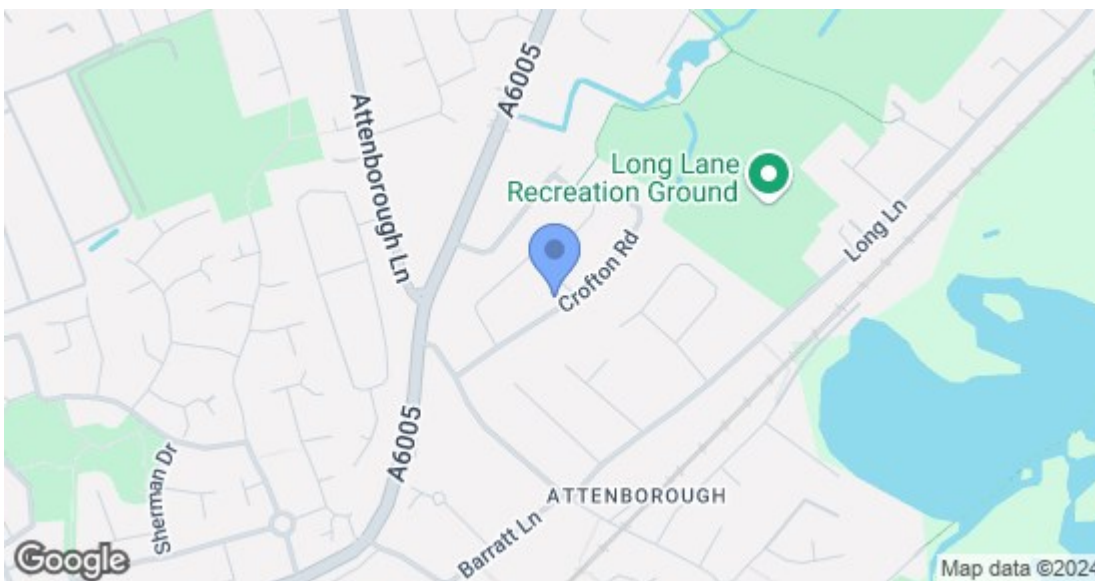 A6005
Attenborough Ln
Long Lane
Recreation Ground
Long Ln
Crofton Rd
A6005
Sherman Dr
ATTENBOROUGH
Barratt Ln
Google
Map data ©2024